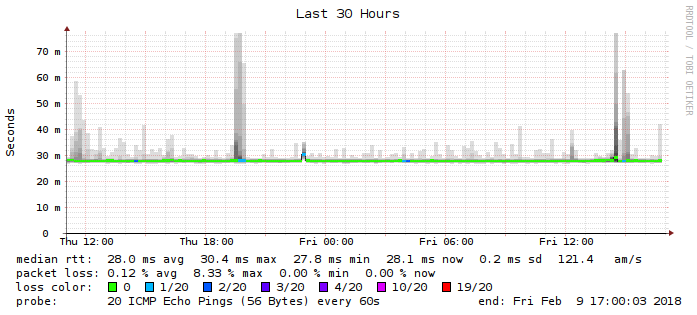 Last 30 Hours
RRDTOOL / TOBI OETIKER
Seconds
70 m
60 m
50 m
40 m
30 m
20 m
10 m
0
Thu 12:00 Thu 18:00 Fri 00:00 Fri 06:00 Fri 12:00
median rtt: 28.0 ms avg 30.4 ms max 27.8 ms min 28.1 ms now 0.2 ms sd 121.4 am/s
packet loss: 0.12 % avg 8.33 % max 0.00 % min 0.00 % now
loss color: 0 1/20 2/20 3/20 4/20 10/20 19/20
probe: 20 ICMP Echo Pings (56 Bytes) every 60s end: Fri Feb 9 17:00:03 2018